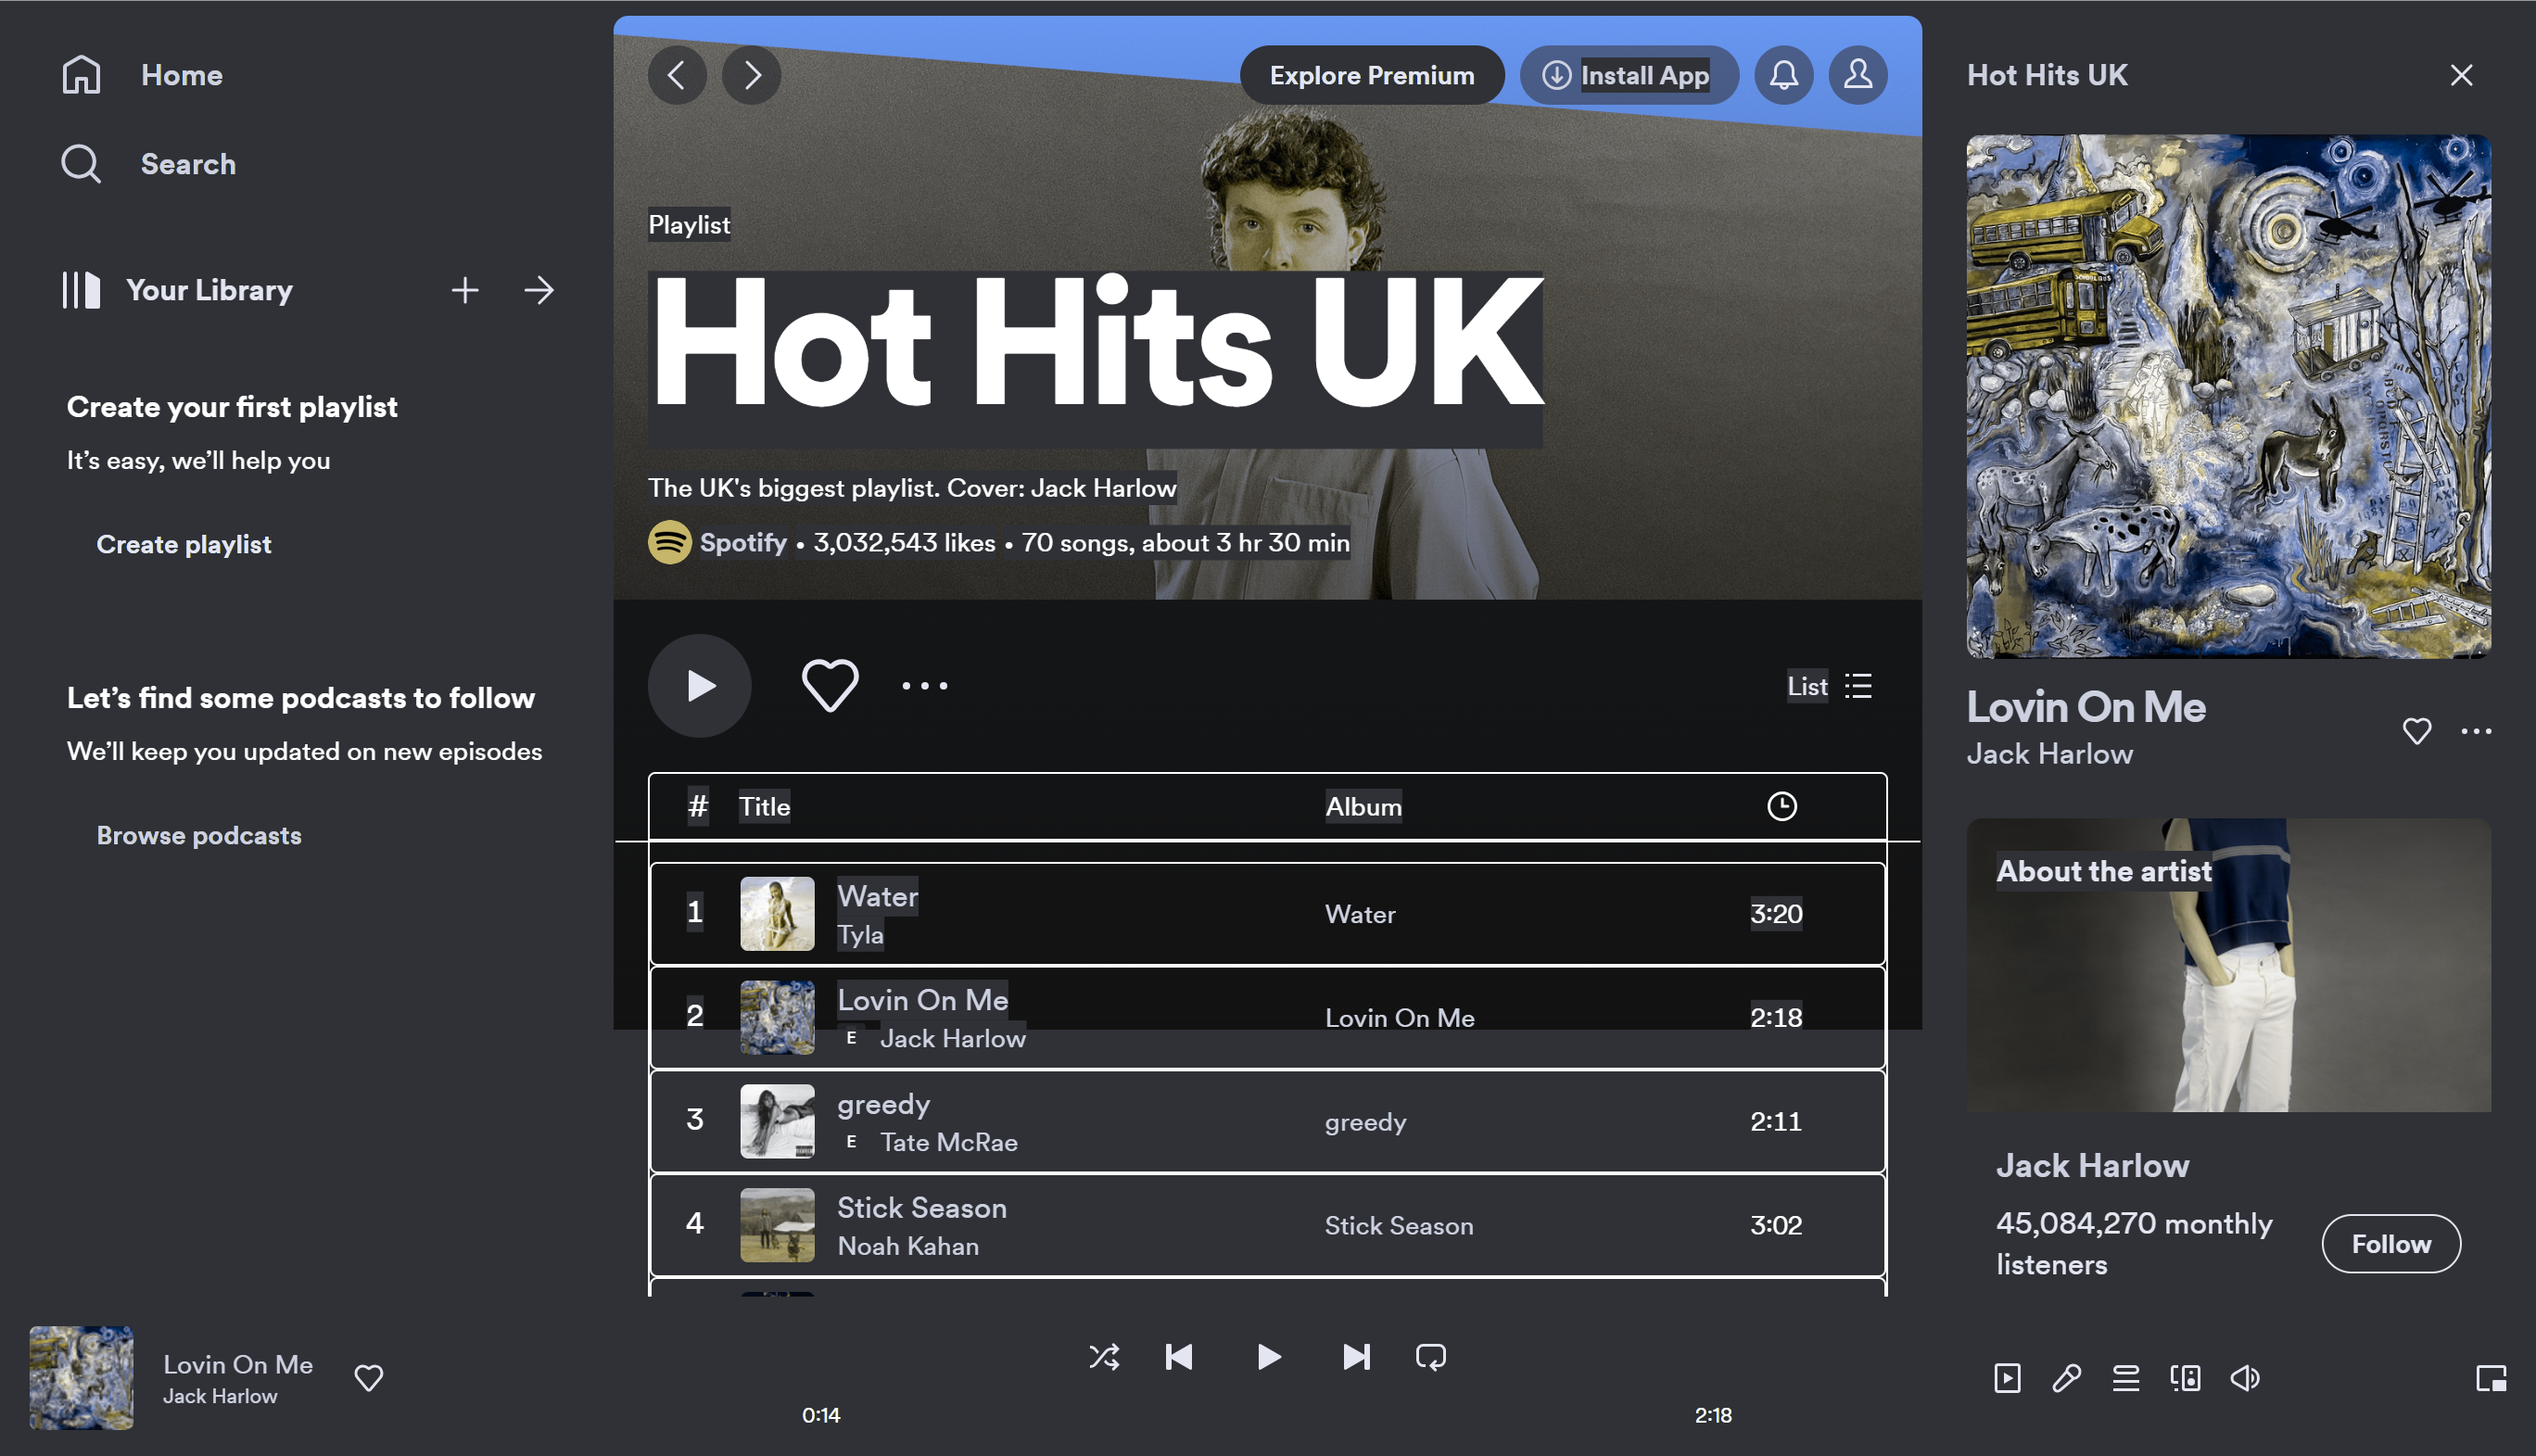 Home
Search
Your Library
Create your first playlist
It's easy, we'll help you
Create playlist
Let's find some podcasts to follow
We'll keep you updated on new episodes
Browse podcasts
Explore Premium
Install App
Playlist
Hot Hits UK
The UK's biggest playlist. Cover: Jack Harlow
Spotify • 3,032,543 likes • 70 songs, about 3 hr 30 min
List
# Title Album
1 Water Water 3:20
Tyla
2 Lovin On Me Lovin On Me 2:18
E Jack Harlow
3 greedy greedy 2:11
E Tate McRae
4 Stick Season Stick Season 3:02
Noah Kahan
Hot Hits UK
SCHOOL BUS
Lovin On Me
Jack Harlow
About the artist
Jack Harlow
45,084,270 monthly
listeners
Follow
Lovin On Me
Jack Harlow
0:14
2:18